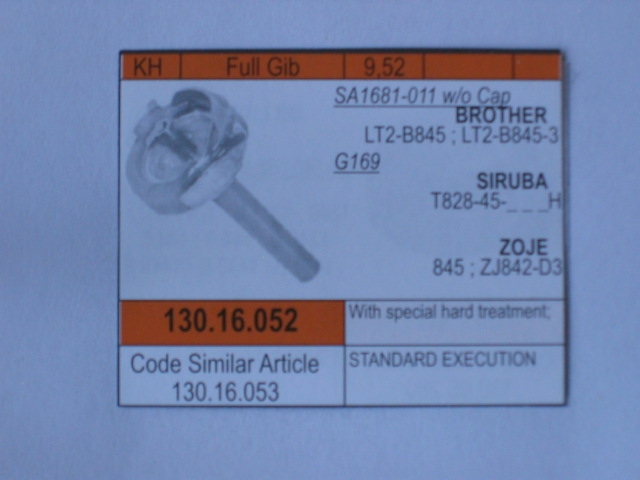 KH Full Gib 9,52
SA1681-011 w/o Cap
BROTHER
LT2-B845 ; LT2-B845-3
G169
SIRUBA
T828-45-_ _ _H
ZOJE
845 ; ZJ842-D3
130.16.052
With special hard treatment;
Code Similar Article
130.16.053
STANDARD EXECUTION